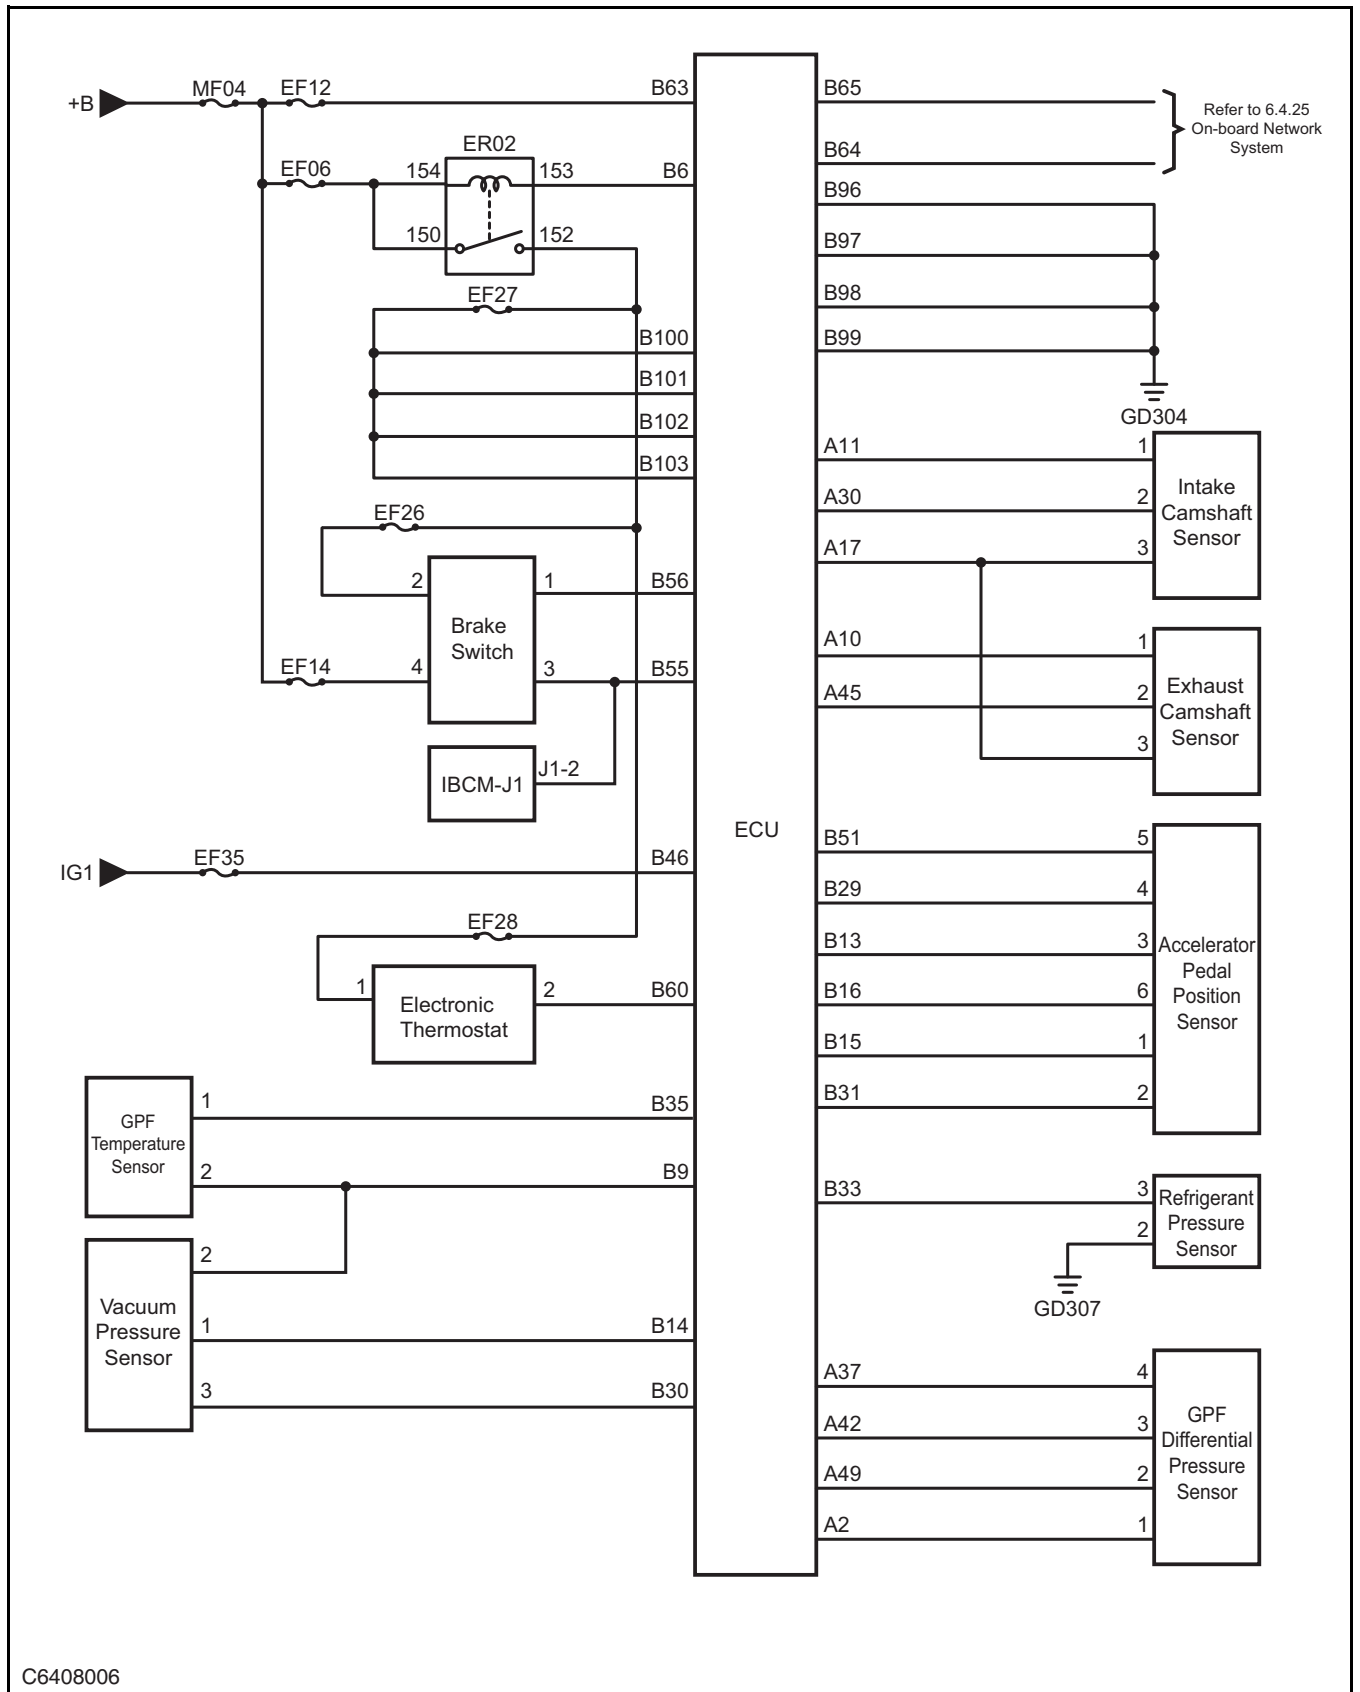 +B
MF04
EF12
B63
B65
Refer to 6.4.25
On-board Network
System
B64
ER02
EF06
154
153
B6
B96
150
152
B97
EF27
B98
B100
B99
B101
GD304
B102
B103
A11
1
A30
2
A17
3
Intake
Camshaft
Sensor
EF26
2
1
B56
Brake
Switch
EF14
4
3
B55
IBCM-J1
J1-2
A10
1
A45
2
3
Exhaust
Camshaft
Sensor
ECU
IG1
EF35
B46
EF28
1
2
B60
Electronic
Thermostat
B51
5
B29
4
B13
3
B16
6
B15
1
B31
2
Accelerator
Pedal
Position
Sensor
GPF
Temperature
Sensor
1
B35
2
B9
B33
3
2
Refrigerant
Pressure
Sensor
GD307
Vacuum
Pressure
Sensor
2
1
B14
3
B30
A37
4
A42
3
A49
2
A2
1
GPF
Differential
Pressure
Sensor
C6408006